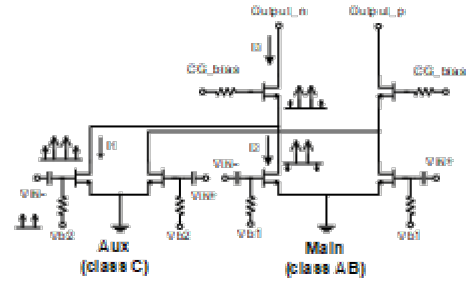 Output_n
Output_p
I3
CG_bias
CG_bias
I1
I2
VIN-
VIN+
VIN-
VIN+
Vb2
Vb2
Vb1
Vb1
Aux
(class C)
Main
(class AB)